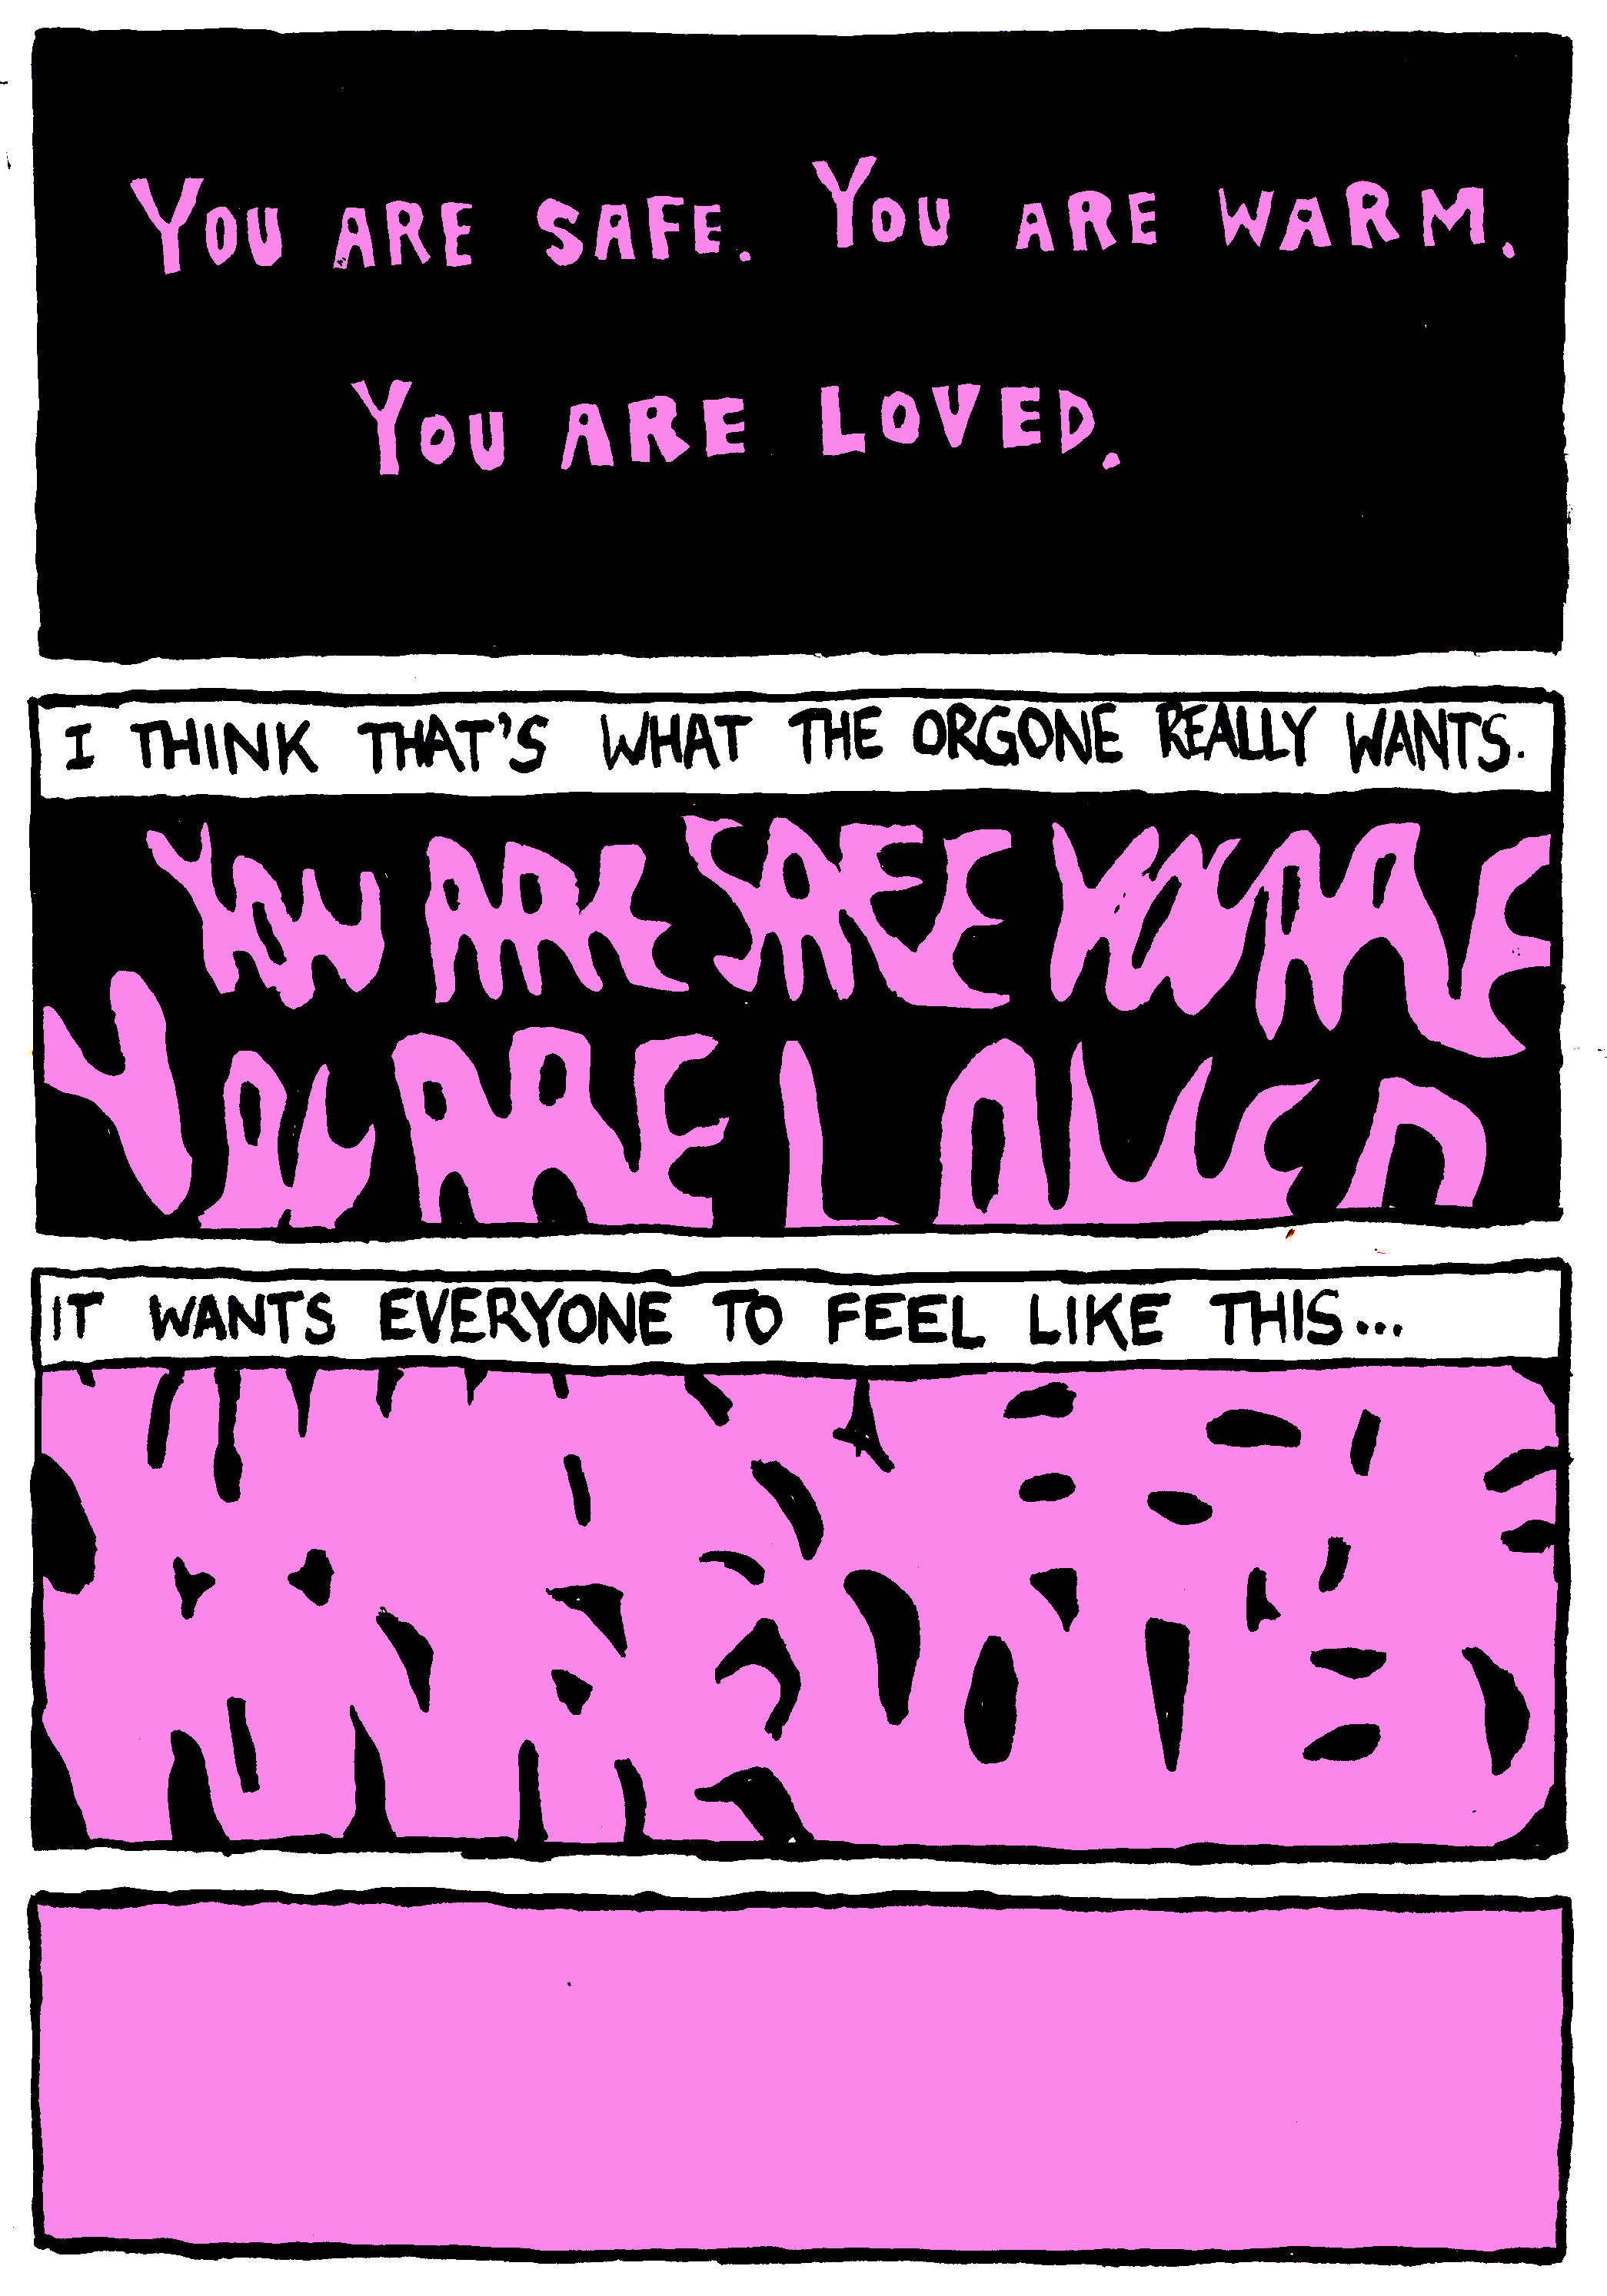 YOU ARE SAFE. YOU ARE WARM.
YOU ARE LOVED.
I THINK THAT'S WHAT THE ORGONE REALLY WANTS.
YOU ARE SAFE YOU ARE
YOU ARE LOVED
IT WANTS EVERYONE TO FEEL LIKE THIS...